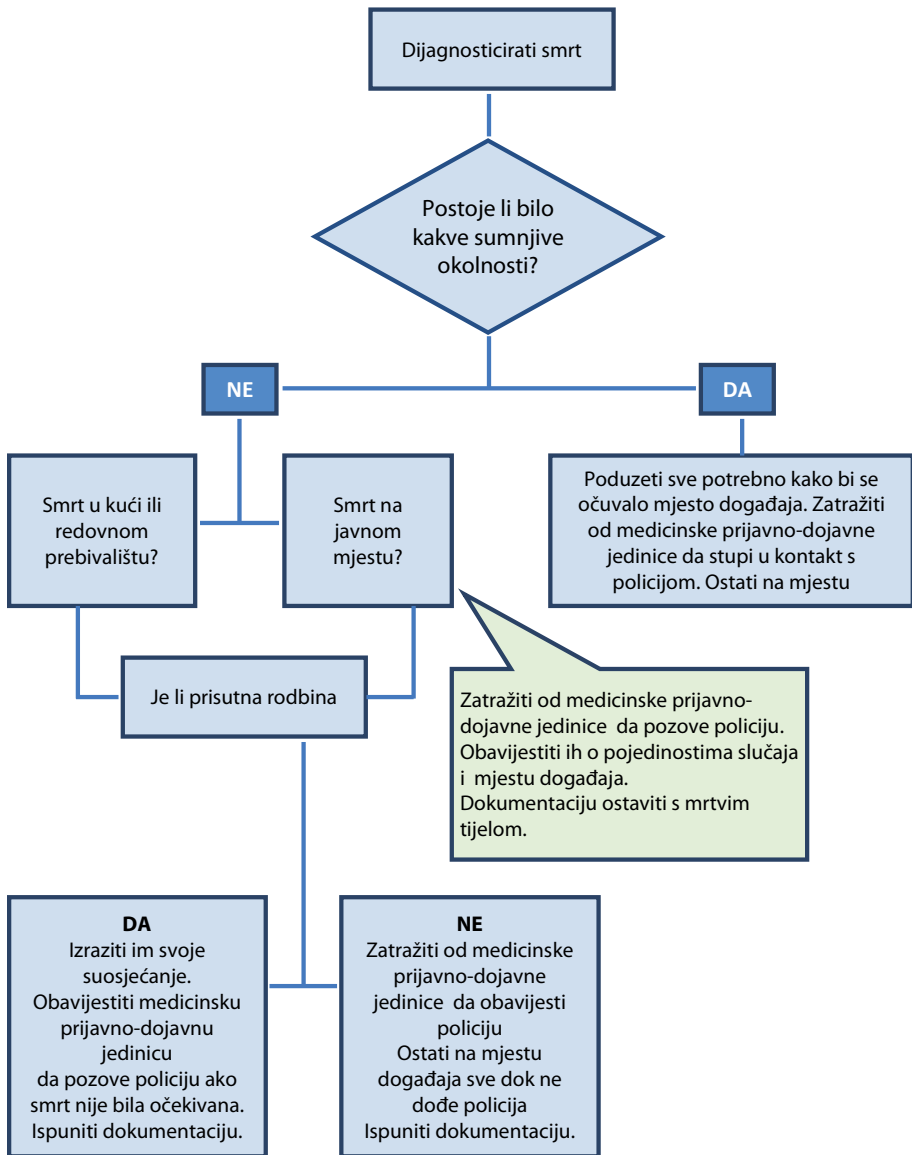 Dijagnosticirati smrt
Postoje li bilo
kakve sumnjive
okolnosti?
NE
DA
Smrt u kući ili
redovnom
prebivalištu?
Smrt na
javnom
mjestu?
Poduzeti sve potrebno kako bi se
očuvalo mjesto događaja. Zatražiti
od medicinske prijavno-dojavne
jedinice da stupi u kontakt s
policijom. Ostati na mjestu
Je li prisutna rodbina
Zatražiti od medicinske prijavno-
dojavne jedinice da pozove policiju.
Obavijestiti ih o pojedinostima slučaja
i mjestu događaja.
Dokumentaciju ostaviti s mrtvim
tijelom.
DA
Izraziti im svoje
suosjećanje.
Obavijestiti medicinsku
prijavno-dojavnu
jedinicu
da pozove policiju ako
smrt nije bila očekivana.
Ispuniti dokumentaciju.
NE
Zatražiti od medicinske
prijavno-dojavne
jedinice da obavijesti
policiju
Ostati na mjestu
događaja sve dok ne
dođe policija
Ispuniti dokumentaciju.